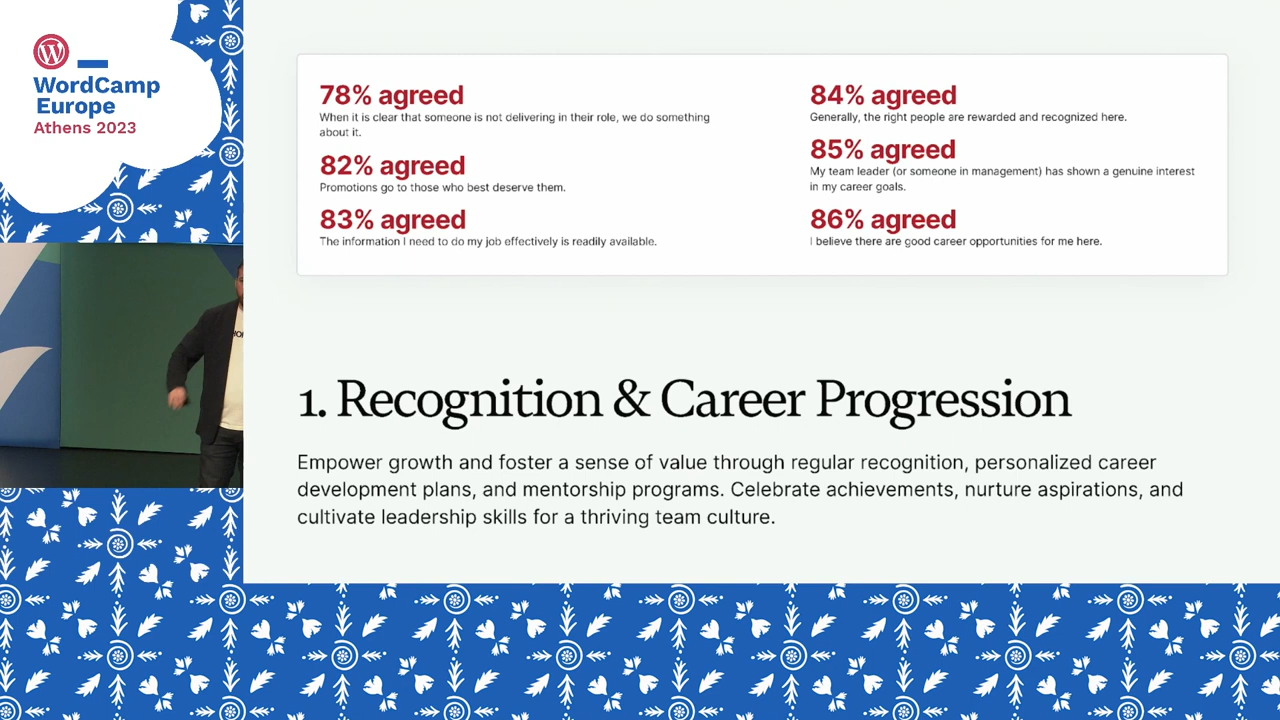 WordCamp
Europe
Athens 2023
78% agreed
When it is clear that someone is not delivering in their role, we do something
about it.
82% agreed
Promotions go to those who best deserve them.
83% agreed
The information I need to do my job effectively is readily available.
84% agreed
Generally, the right people are rewarded and recognized here.
85% agreed
My team leader (or someone in management) has shown a genuine interest
in my career goals.
86% agreed
I believe there are good career opportunities for me here.
1. Recognition & Career Progression
Empower growth and foster a sense of value through regular recognition, personalized career
development plans, and mentorship programs. Celebrate achievements, nurture aspirations, and
cultivate leadership skills for a thriving team culture.